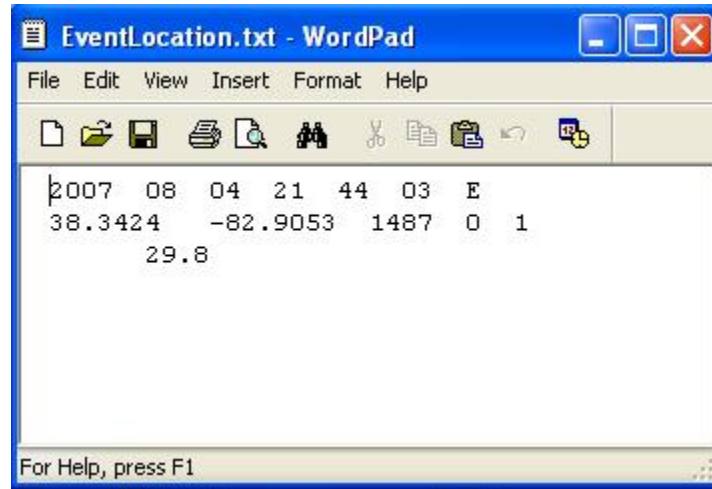 EventLocation.txt - WordPad
File Edit View Insert Format Help
2007 08 04 21 44 03 E
38.3424 -82.9053 1487 0 1
29.8
For Help, press F1